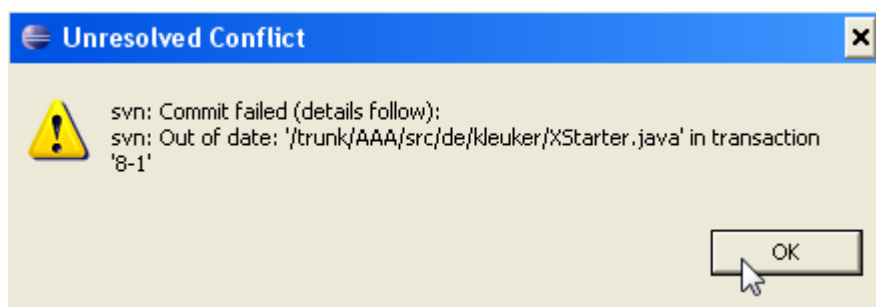 Unresolved Conflict
svn: Commit failed (details follow):
svn: Out of date: '/trunk/AAA/src/de/kleuker/XStarter.java' in transaction
'8-1'
OK